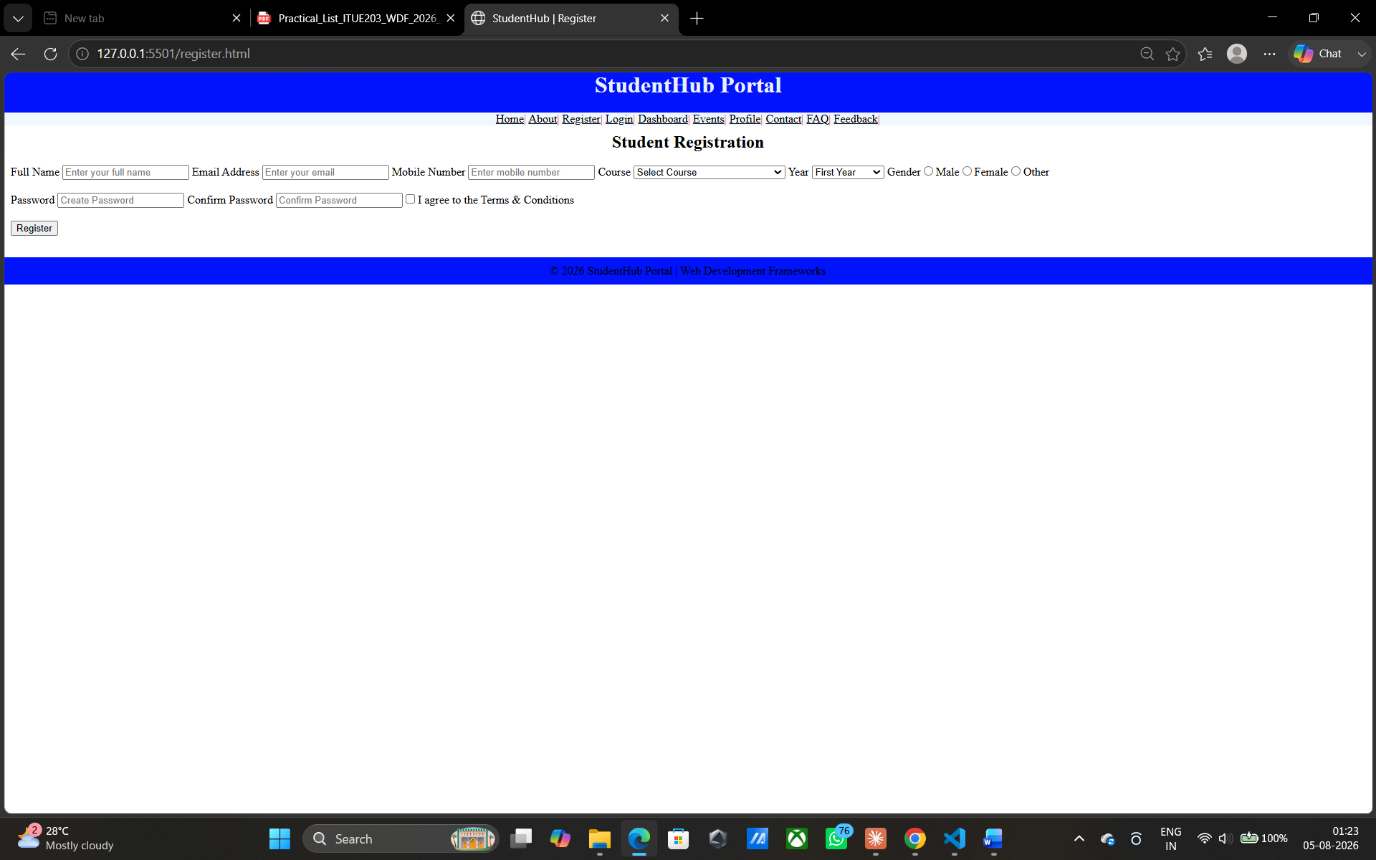 New tab
Practical_List_ITUE203_WDF_2026_
StudentHub | Register
127.0.0.1:5501/register.html
Chat
StudentHub Portal
Home| About| Register| Login| Dashboard| Events| Profile| Contact| FAQ| Feedback|
Student Registration
Full Name Enter your full name Email Address Enter your email Mobile Number Enter mobile number Course Select Course Year First Year Gender Male Female Other
Password Create Password Confirm Password Confirm Password I agree to the Terms & Conditions
Register
© 2026 StudentHub Portal | Web Development Frameworks
2
28°C
Mostly cloudy
Search
76
ENG
IN
100%
01:23
05-08-2026